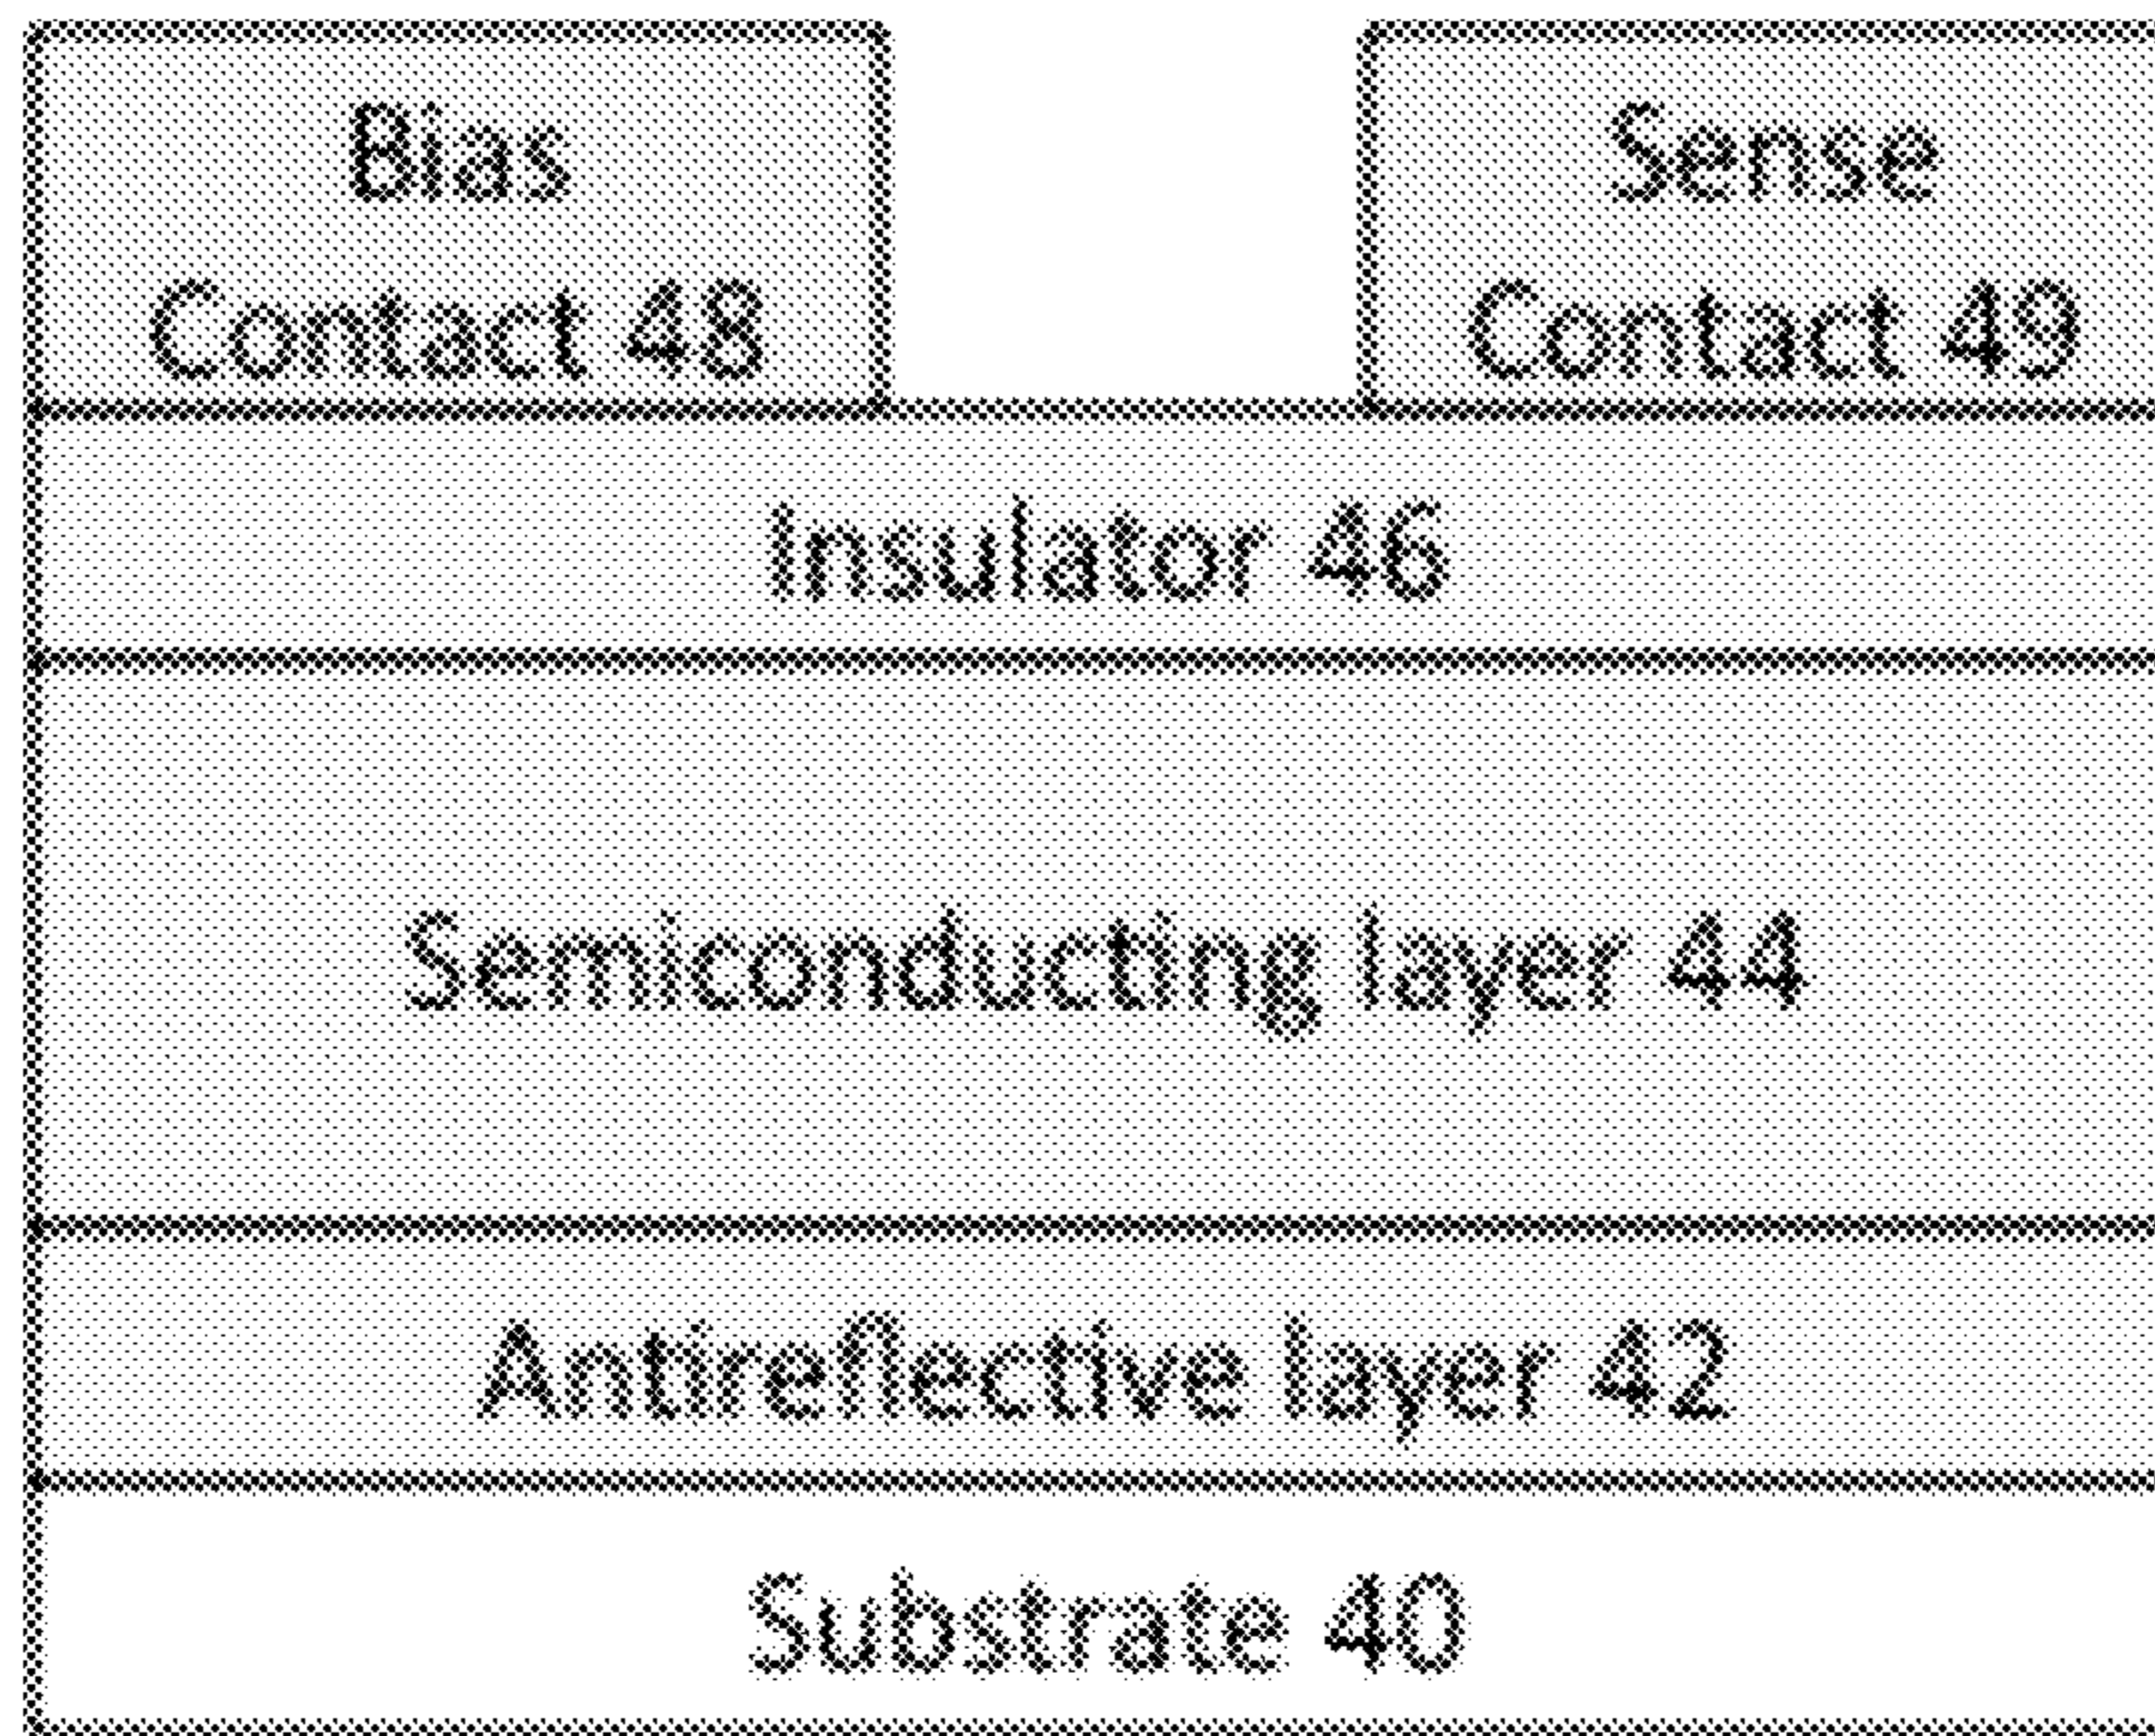 Bias
Contact 48
Sense
Contact 49
Insulator 46
Semiconducting layer 44
Antireflective layer 42
Substrate 40